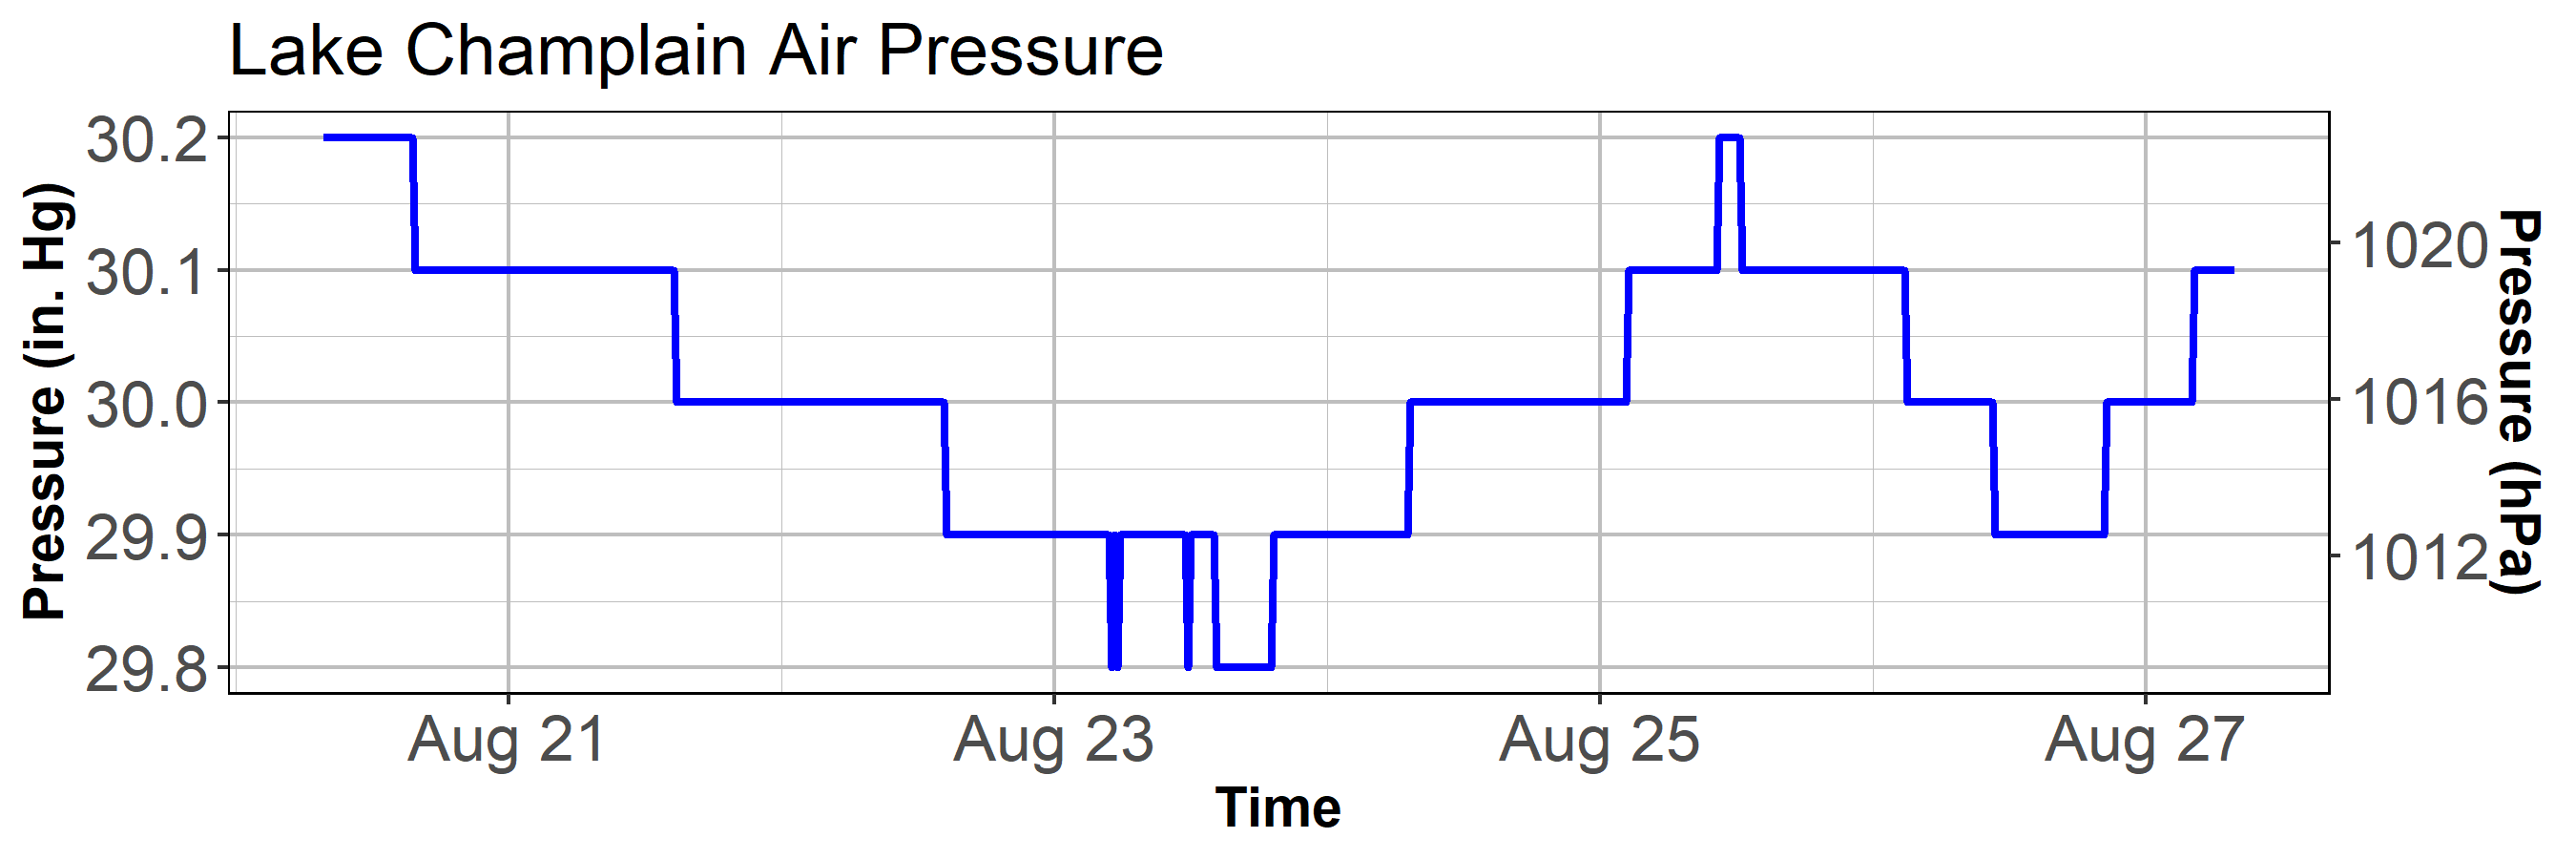 Lake Champlain Air Pressure
30.2
30.1
30.0
29.9
29.8
Pressure (in. Hg)
1020
1016
1012
Pressure (hPa)
Aug 21
Aug 23
Aug 25
Aug 27
Time